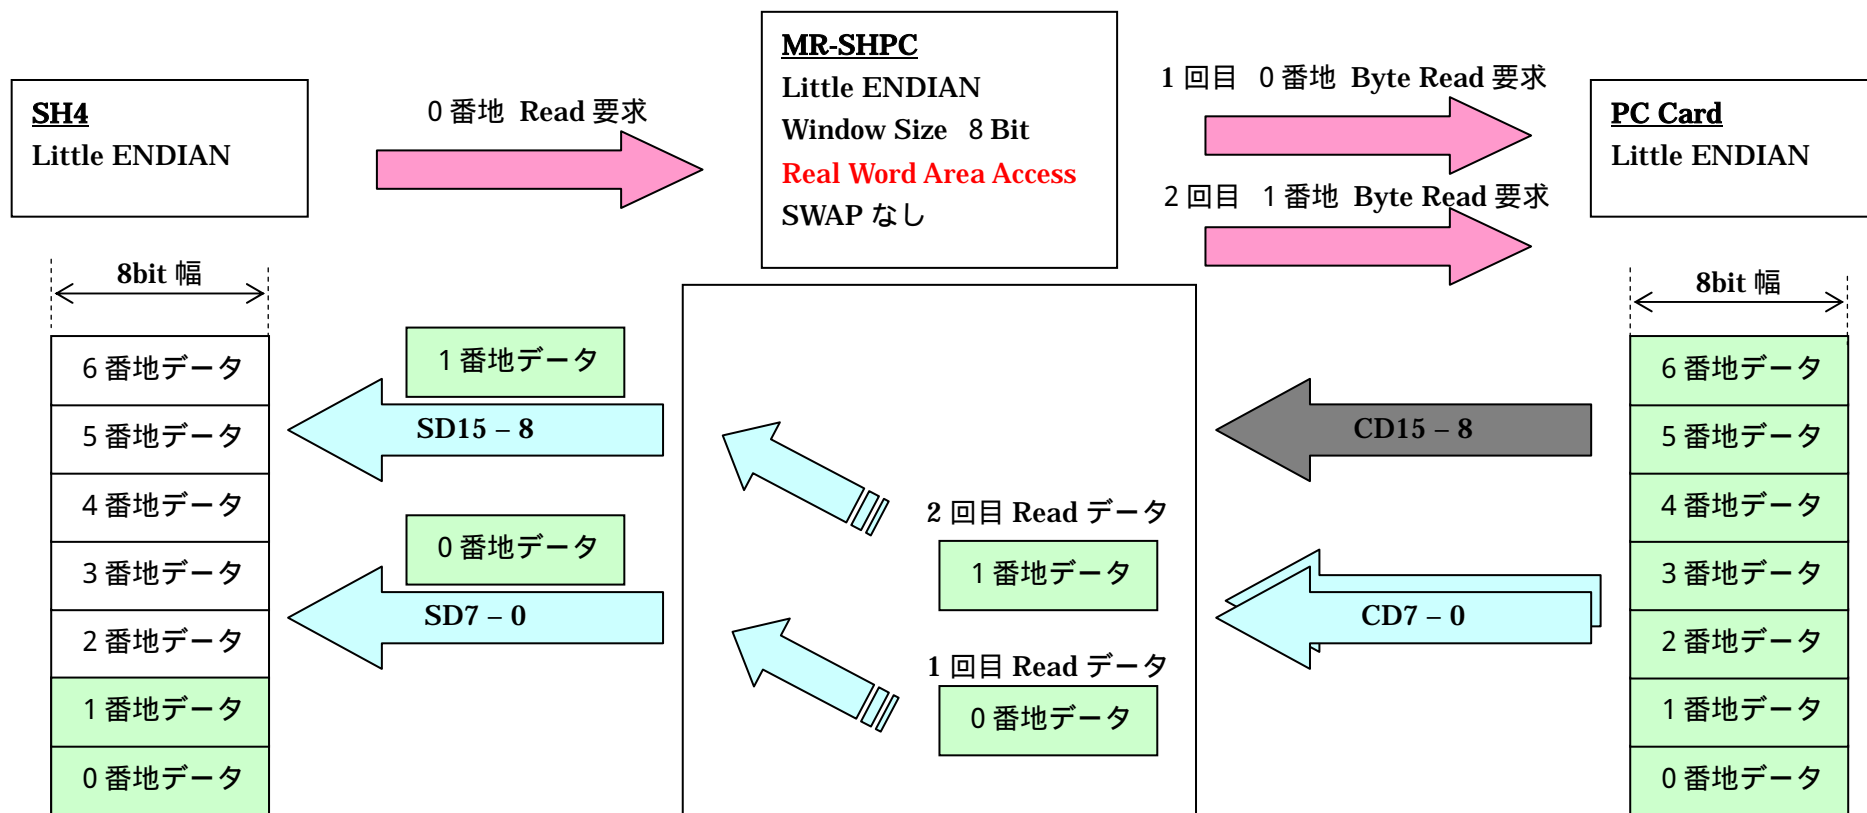 SH4
Little ENDIAN
0 番地 Read 要求
MR-SHPC
Little ENDIAN
Window Size 8 Bit
Real Word Area Access
SWAP なし
1 回目 0 番地 Byte Read 要求
2 回目 1 番地 Byte Read 要求
PC Card
Little ENDIAN
8bit 幅
6 番地データ
5 番地データ
4 番地データ
3 番地データ
2 番地データ
1 番地データ
0 番地データ
1 番地データ
SD15 – 8
0 番地データ
SD7 – 0
2 回目 Read データ
1 番地データ
1 回目 Read データ
0 番地データ
CD15 – 8
CD7 – 0
8bit 幅
6 番地データ
5 番地データ
4 番地データ
3 番地データ
2 番地データ
1 番地データ
0 番地データ